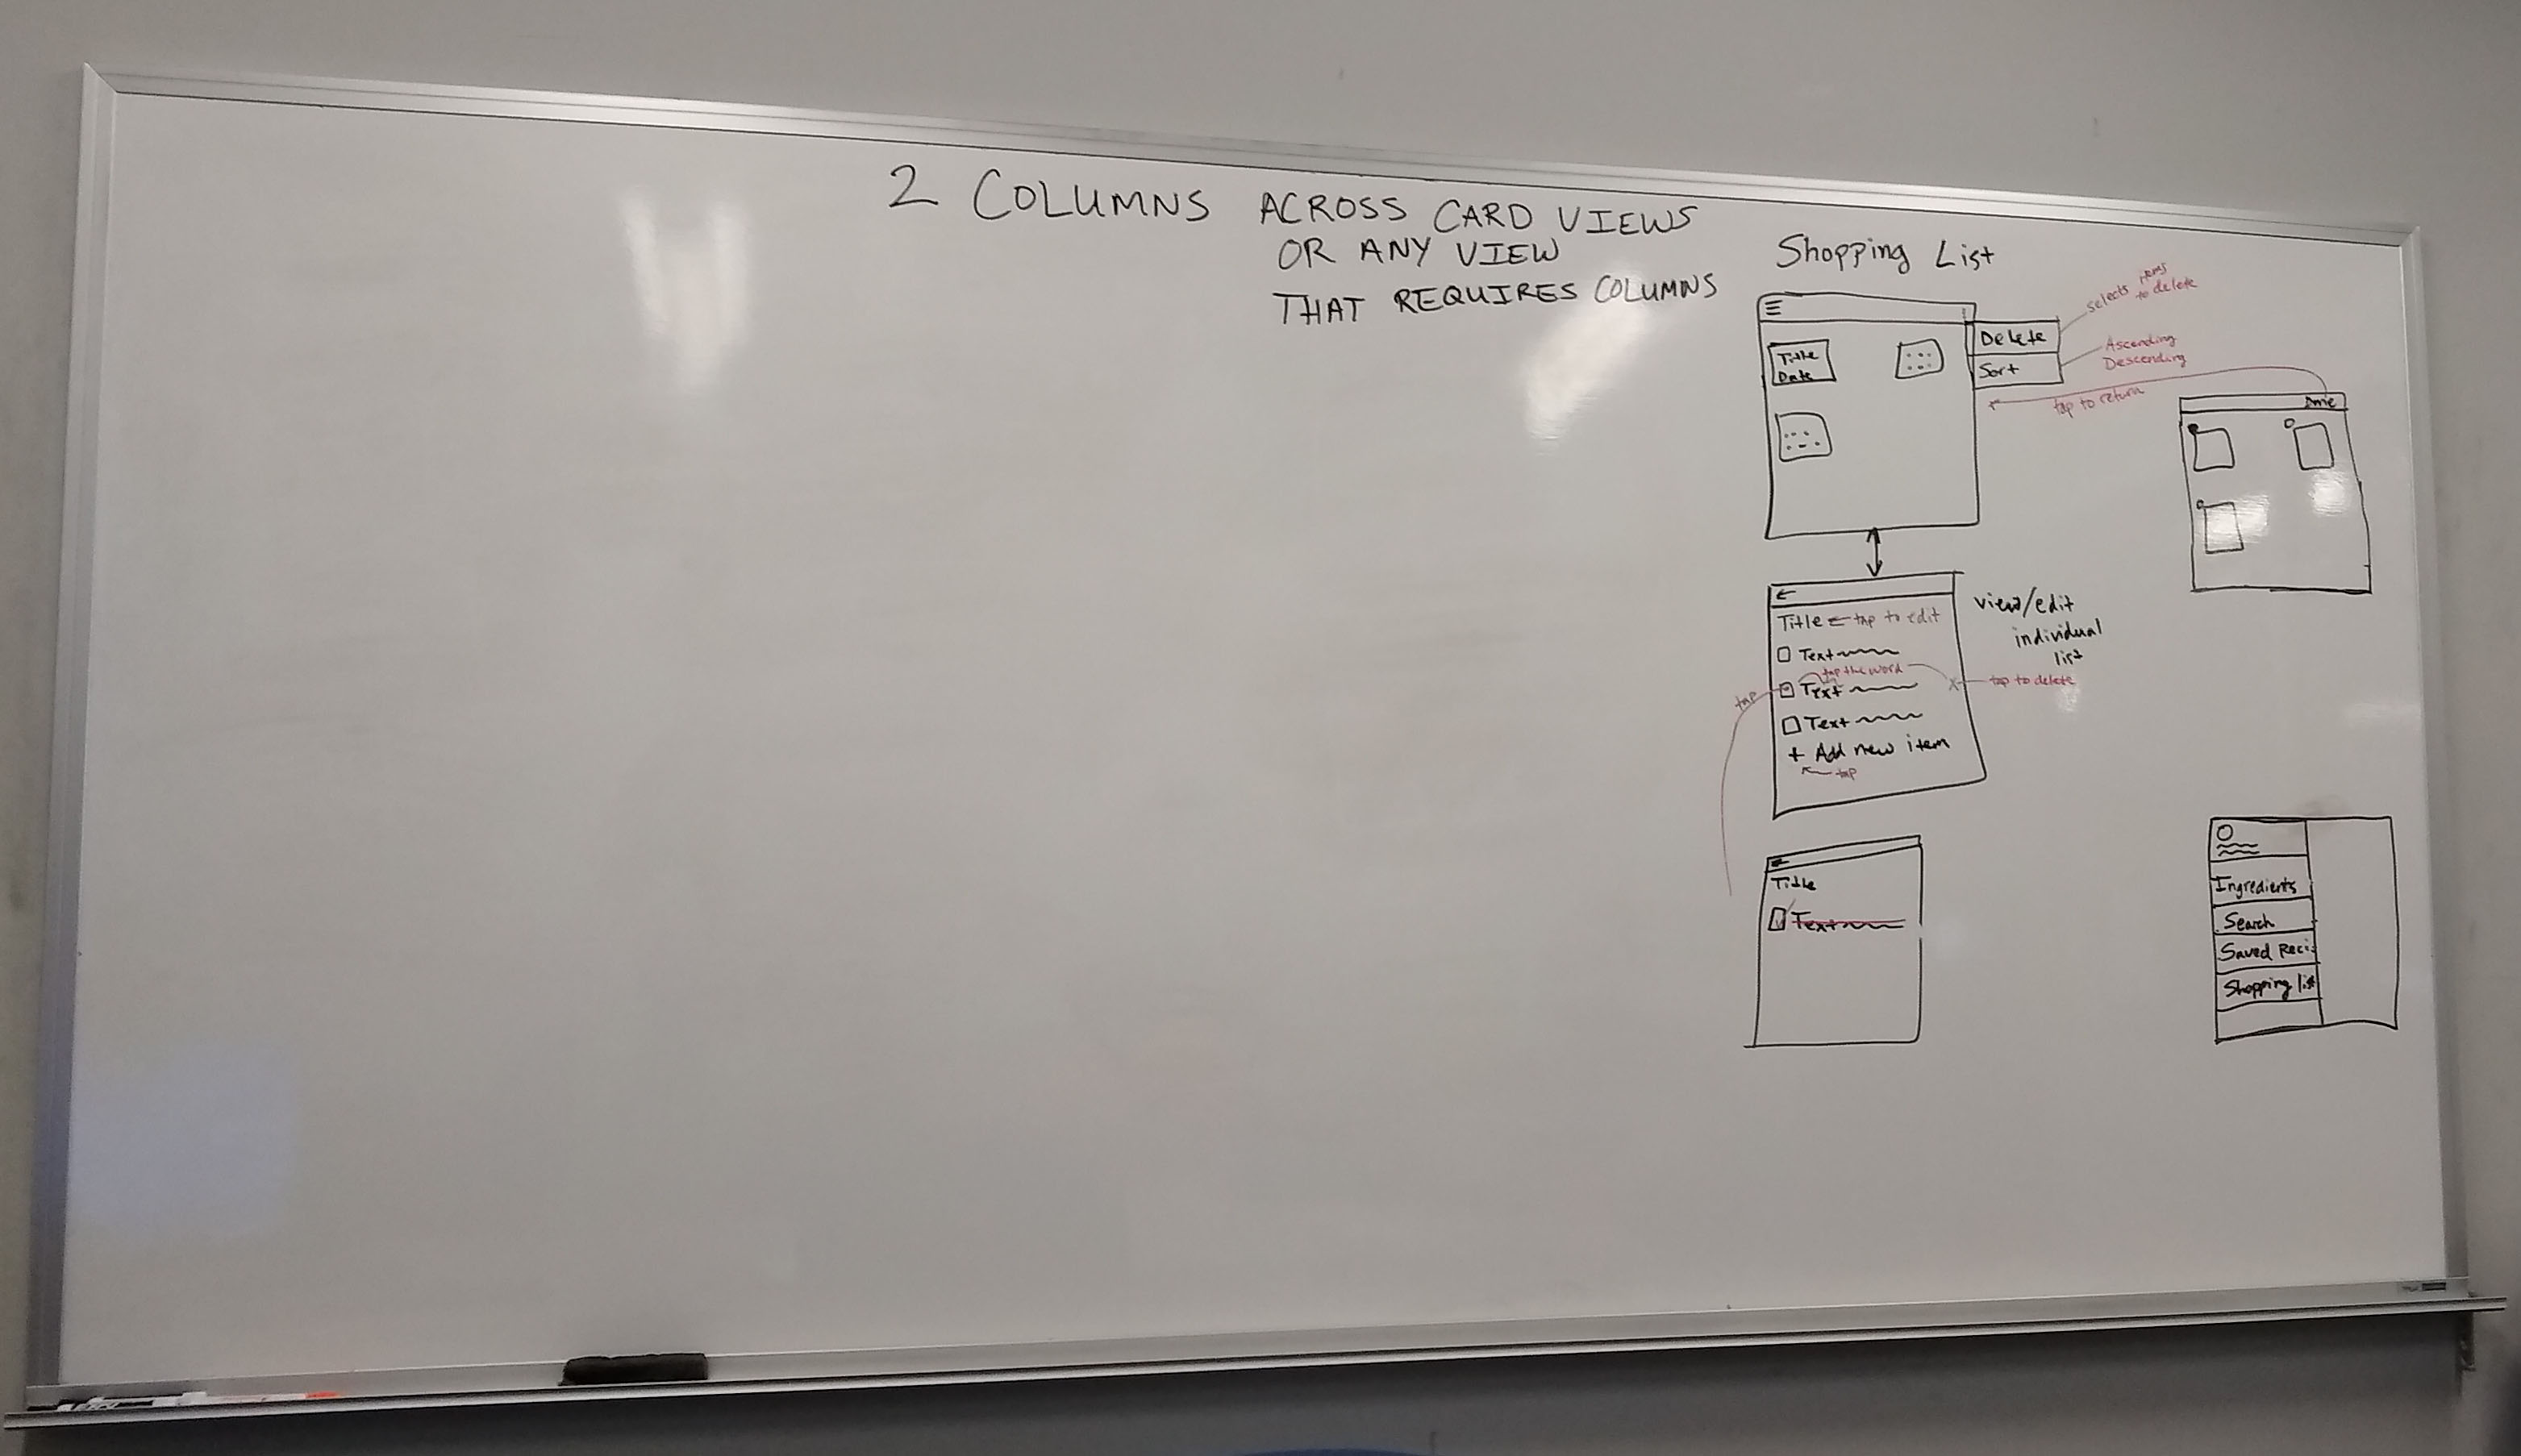 2 COLUMNS ACROSS CARD VIEWS
OR ANY VIEW
THAT REQUIRES COLUMNS
Shopping List
Title
Date
Delete
Sort
selects items
to delete
Ascending
Descending
tap to return
Done
Title ← tap to edit
Text
tap the word
tap
Text
X tap to delete
Text
+ Add new item
tap
view/edit
individual
list
Title
Text
Ingredients
Search
Saved Reci
Shopping list